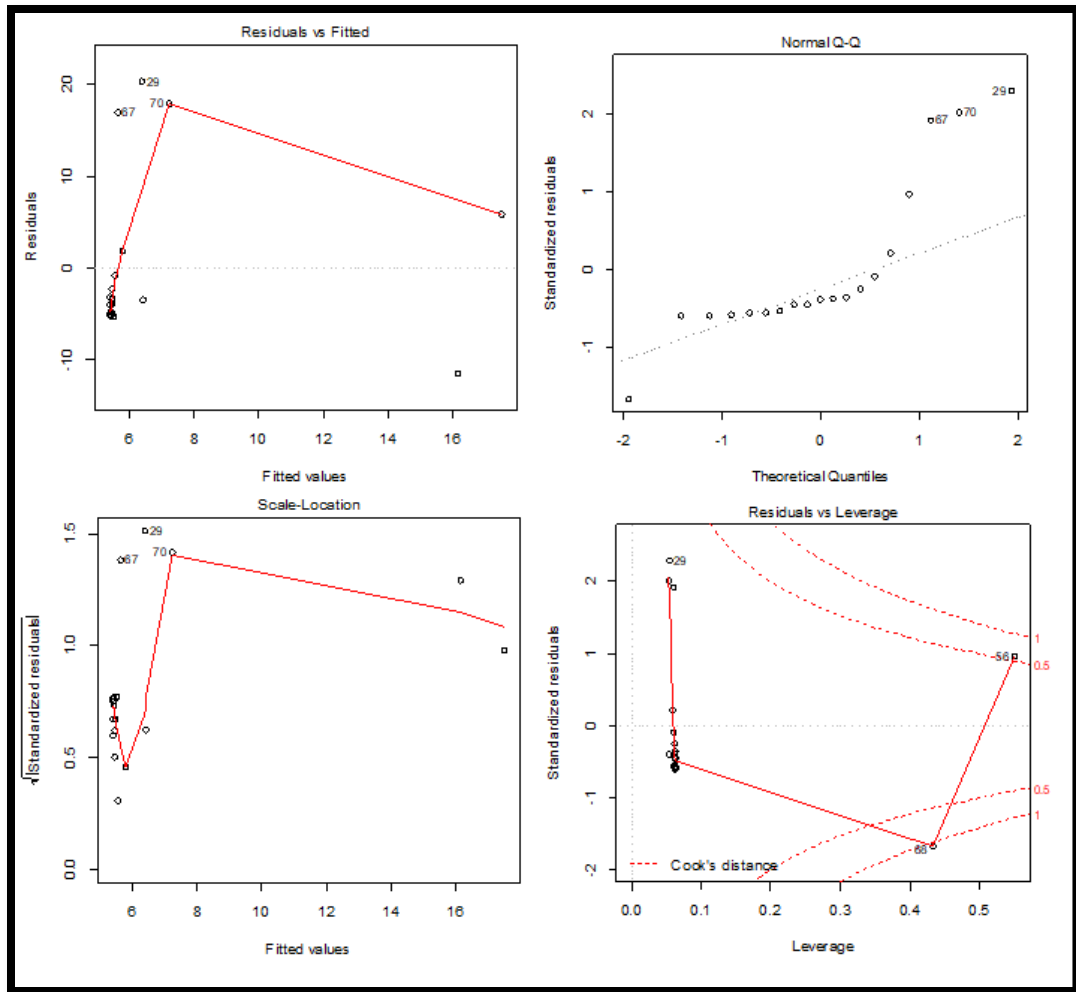 Residuals vs Fitted
Residuals
20
10
0
-10
29
70
67
6 8 10 12 14 16
Fitted values
Normal Q-Q
Standardized residuals
2
1
0
-1
29
70
67
-2 -1 0 1 2
Theoretical Quantiles
Scale-Location
√|Standardized residuals|
1.5
1.0
0.5
0.0
29
70
67
6 8 10 12 14 16
Fitted values
Residuals vs Leverage
Standardized residuals
2
1
0
-1
-2
29
56
68
1
0.5
0.5
1
Cook's distance
0.0 0.1 0.2 0.3 0.4 0.5
Leverage